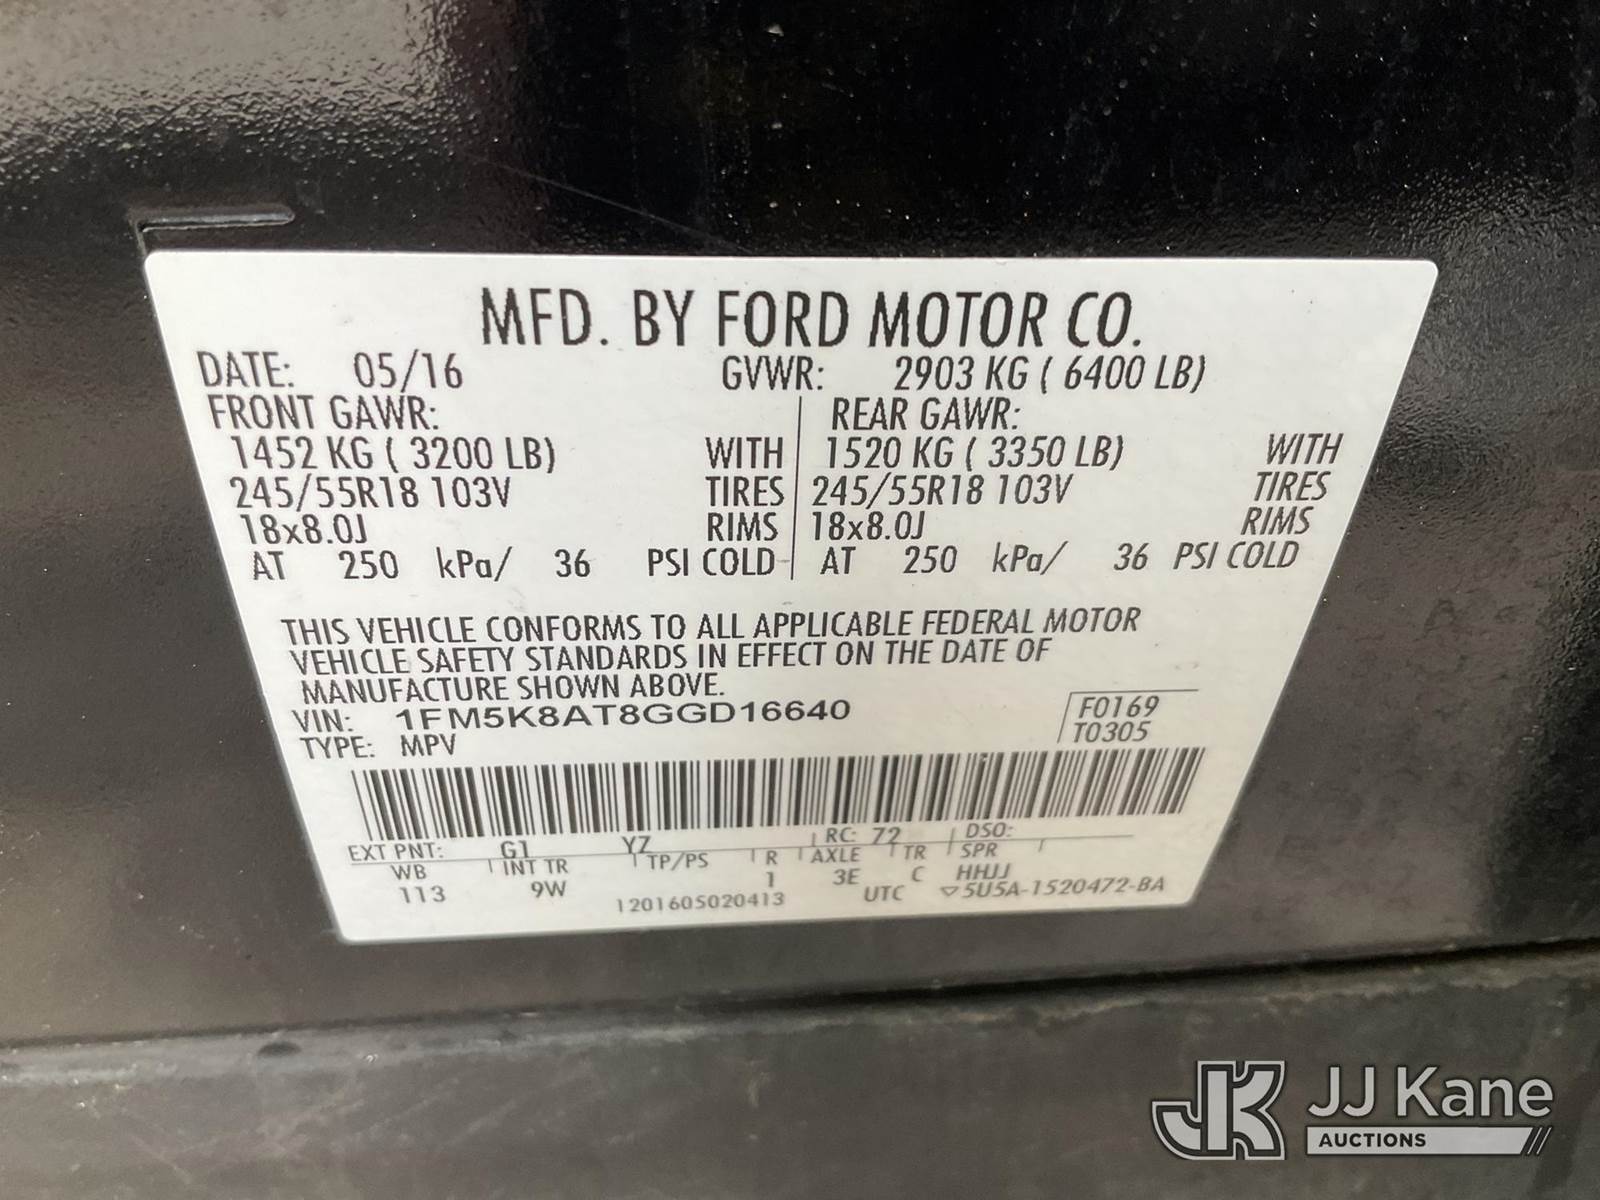 MFD. BY FORD MOTOR CO.
DATE: 05/16 GVWR: 2903 KG ( 6400 LB)
FRONT GAWR: REAR GAWR:
1452 KG ( 3200 LB) WITH 1520 KG ( 3350 LB) WITH
245/55R18 103V TIRES 245/55R18 103V TIRES
18x8.0J RIMS 18x8.0J RIMS
AT 250 kPa/ 36 PSI COLD AT 250 kPa/ 36 PSI COLD
THIS VEHICLE CONFORMS TO ALL APPLICABLE FEDERAL MOTOR
VEHICLE SAFETY STANDARDS IN EFFECT ON THE DATE OF
MANUFACTURE SHOWN ABOVE.
VIN: 1FM5K8AT8GGD16640 F0169
TYPE: MPV T0305
EXT PNT: G1 YZ RC: 72 DSO:
WB INT TR TP/PS R AXLE TR SPR
113 9W 1 3E C HHJJ
1201605020413 UTC ▽5U5A-1520472-BA
JK JJ Kane
AUCTIONS